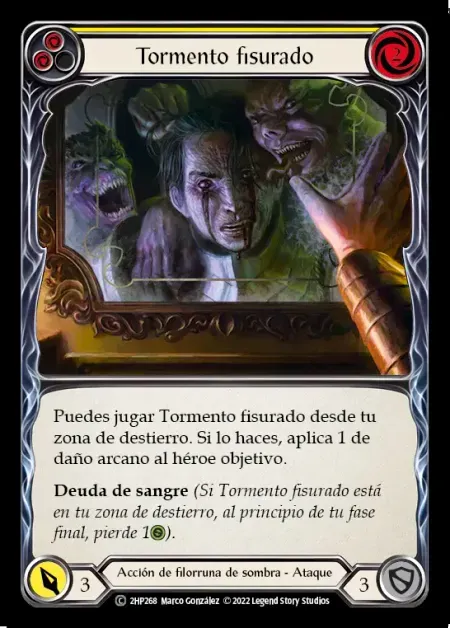 Tormento fisurado
2
Puedes jugar Tormento fisurado desde tu
zona de destierro. Si lo haces, aplica 1 de
daño arcano al héroe objetivo.
Deuda de sangre (Si Tormento fisurado está
en tu zona de destierro, al principio de tu fase
final, pierde 1).
3
Acción de filorruna de sombra - Ataque
3
C 2HP268 Marco González © 2022 Legend Story Studios